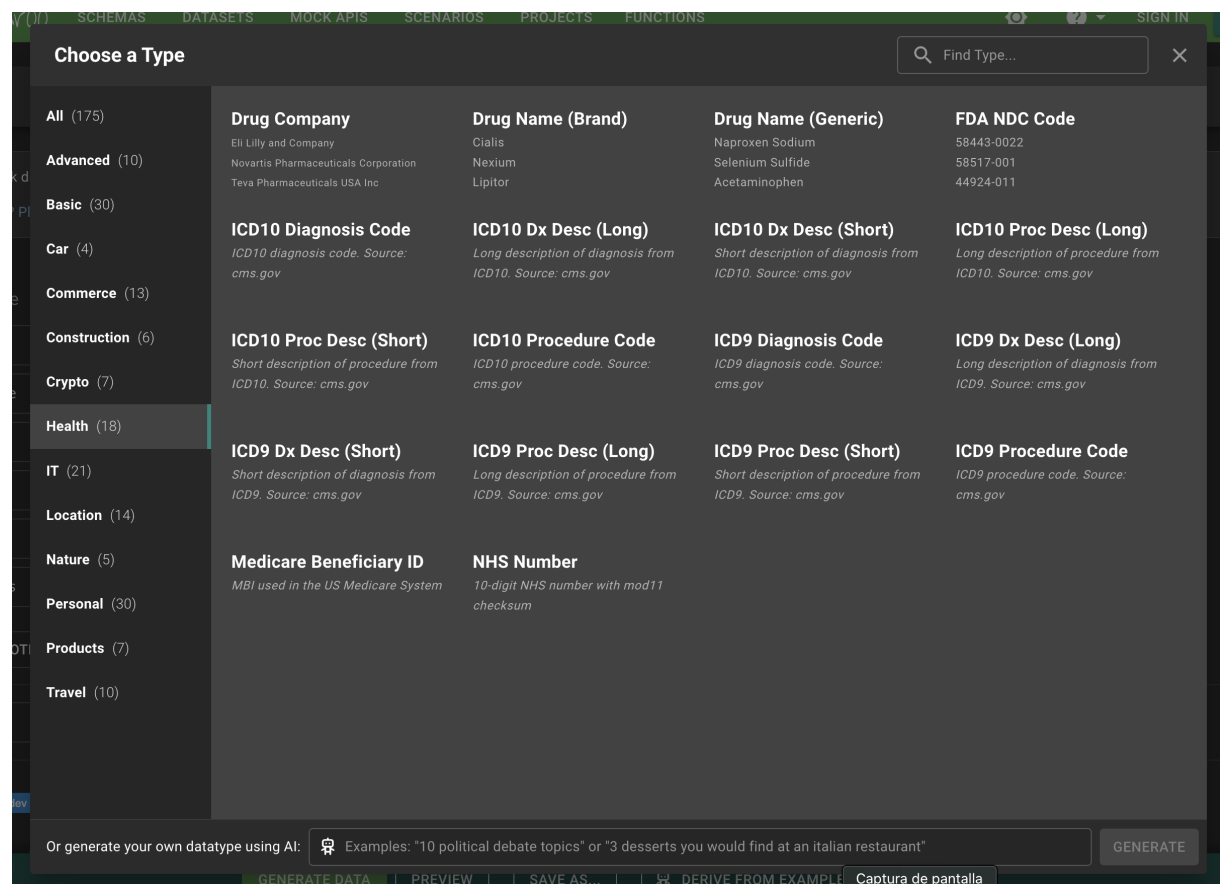 SCHEMAS DATASETS MOCK APIS SCENARIOS PROJECTS FUNCTIONS SIGN IN
Choose a Type
Find Type...
All (175)
Advanced (10)
Basic (30)
Car (4)
Commerce (13)
Construction (6)
Crypto (7)
Health (18)
IT (21)
Location (14)
Nature (5)
Personal (30)
Products (7)
Travel (10)
Drug Company
Eli Lilly and Company
Novartis Pharmaceuticals Corporation
Teva Pharmaceuticals USA Inc
Drug Name (Brand)
Cialis
Nexium
Lipitor
Drug Name (Generic)
Naproxen Sodium
Selenium Sulfide
Acetaminophen
FDA NDC Code
58443-0022
58517-001
44924-011
ICD10 Diagnosis Code
ICD10 diagnosis code. Source:
cms.gov
ICD10 Dx Desc (Long)
Long description of diagnosis from
ICD10. Source: cms.gov
ICD10 Dx Desc (Short)
Short description of diagnosis from
ICD10. Source: cms.gov
ICD10 Proc Desc (Long)
Long description of procedure from
ICD10. Source: cms.gov
ICD10 Proc Desc (Short)
Short description of procedure from
ICD10. Source: cms.gov
ICD10 Procedure Code
ICD10 procedure code. Source:
cms.gov
ICD9 Diagnosis Code
ICD9 diagnosis code. Source:
cms.gov
ICD9 Dx Desc (Long)
Long description of diagnosis from
ICD9. Source: cms.gov
ICD9 Dx Desc (Short)
Short description of diagnosis from
ICD9. Source: cms.gov
ICD9 Proc Desc (Long)
Long description of procedure from
ICD9. Source: cms.gov
ICD9 Proc Desc (Short)
Short description of procedure from
ICD9. Source: cms.gov
ICD9 Procedure Code
ICD9 procedure code. Source:
cms.gov
Medicare Beneficiary ID
MBI used in the US Medicare System
NHS Number
10-digit NHS number with mod11
checksum
Or generate your own datatype using AI:
Examples: "10 political debate topics" or "3 desserts you would find at an italian restaurant"
GENERATE
GENERATE DATA PREVIEW SAVE AS... DERIVE FROM EXAMPLE
Captura de pantalla